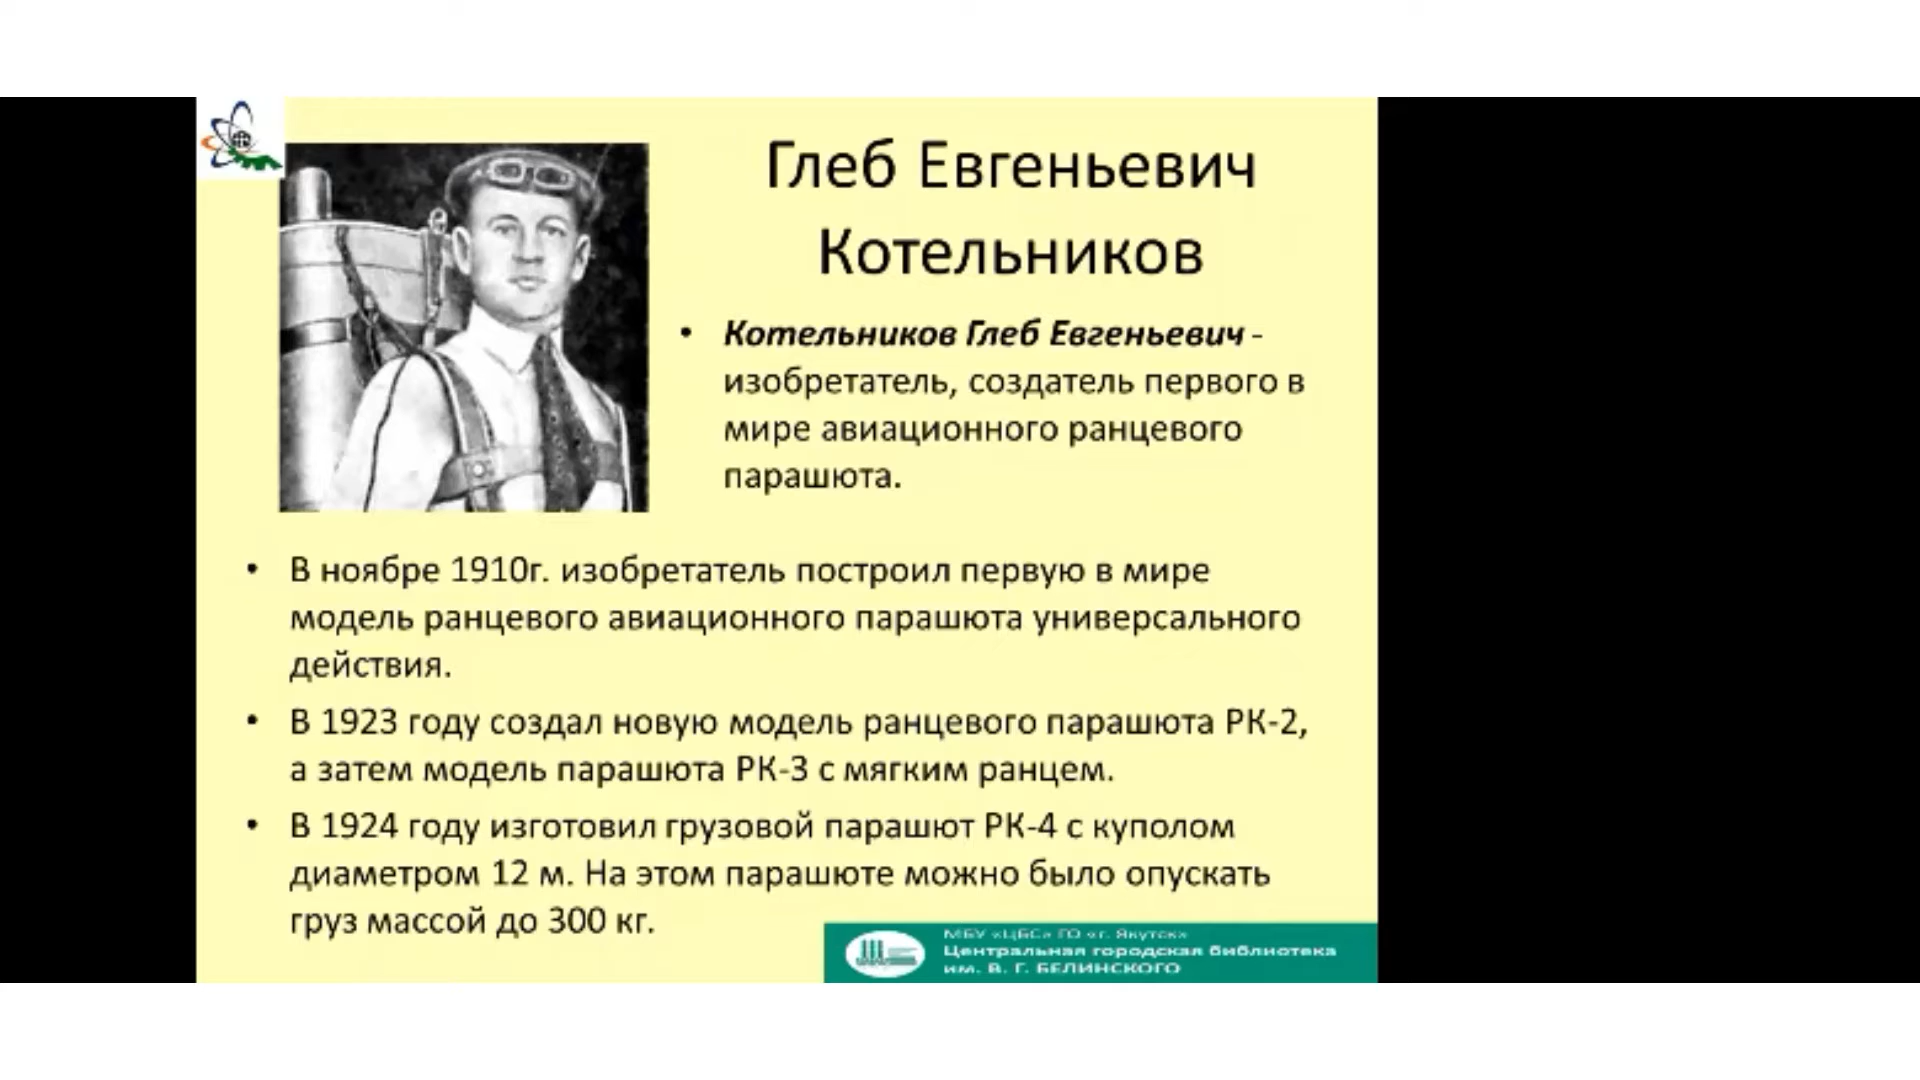 Глеб Евгеньевич
Котельников
• Котельников Глеб Евгеньевич -
изобретатель, создатель первого в
мире авиационного ранцевого
парашюта.
• В ноябре 1910г. изобретатель построил первую в мире
модель ранцевого авиационного парашюта универсального
действия.
• В 1923 году создал новую модель ранцевого парашюта РК-2,
а затем модель парашюта РК-3 с мягким ранцем.
• В 1924 году изготовил грузовой парашют РК-4 с куполом
диаметром 12 м. На этом парашюте можно было опускать
груз массой до 300 кг.
МБУ «ЦБС» ГО «г. Якутск»
Центральная городская библиотека
им. В. Г. БЕЛИНСКОГО